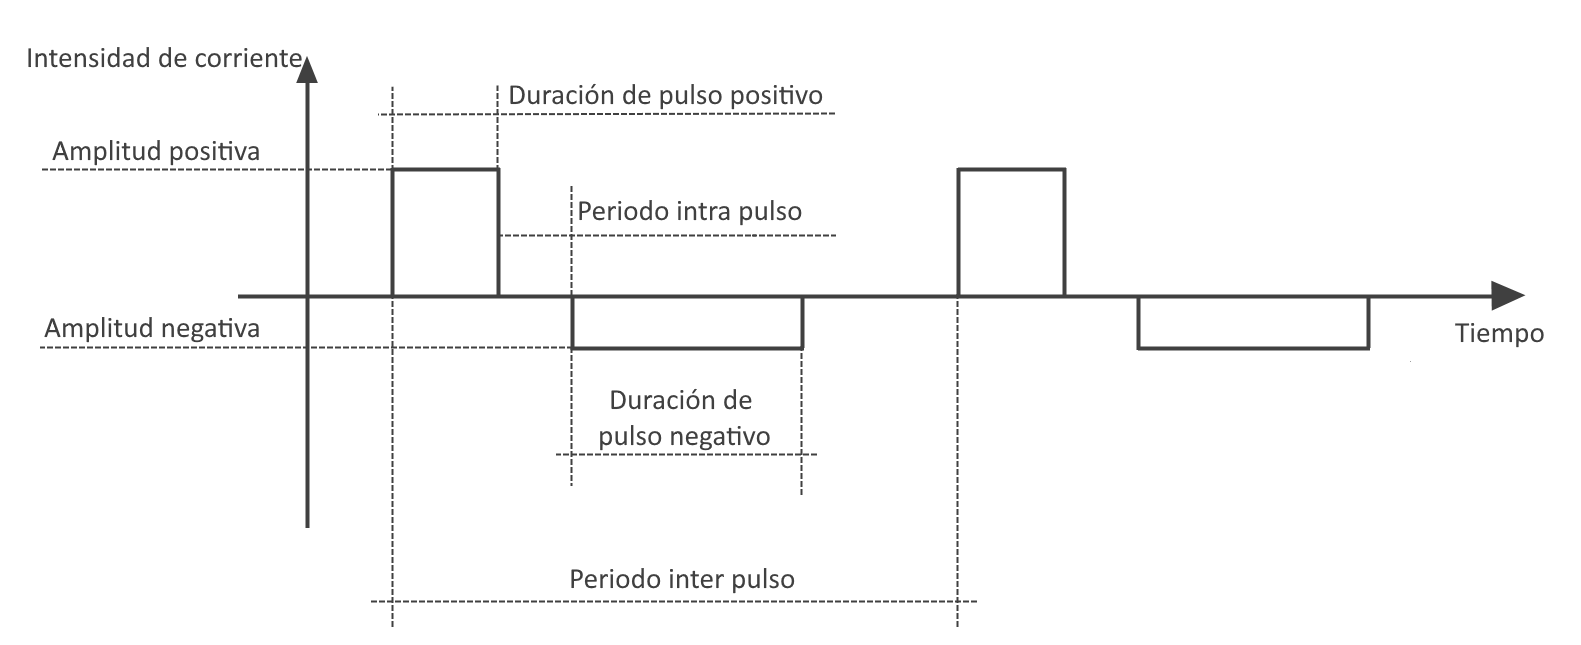 Intensidad de corriente
Duración de pulso positivo
Amplitud positiva
Periodo intra pulso
Amplitud negativa
Tiempo
Duración de
pulso negativo
Periodo inter pulso